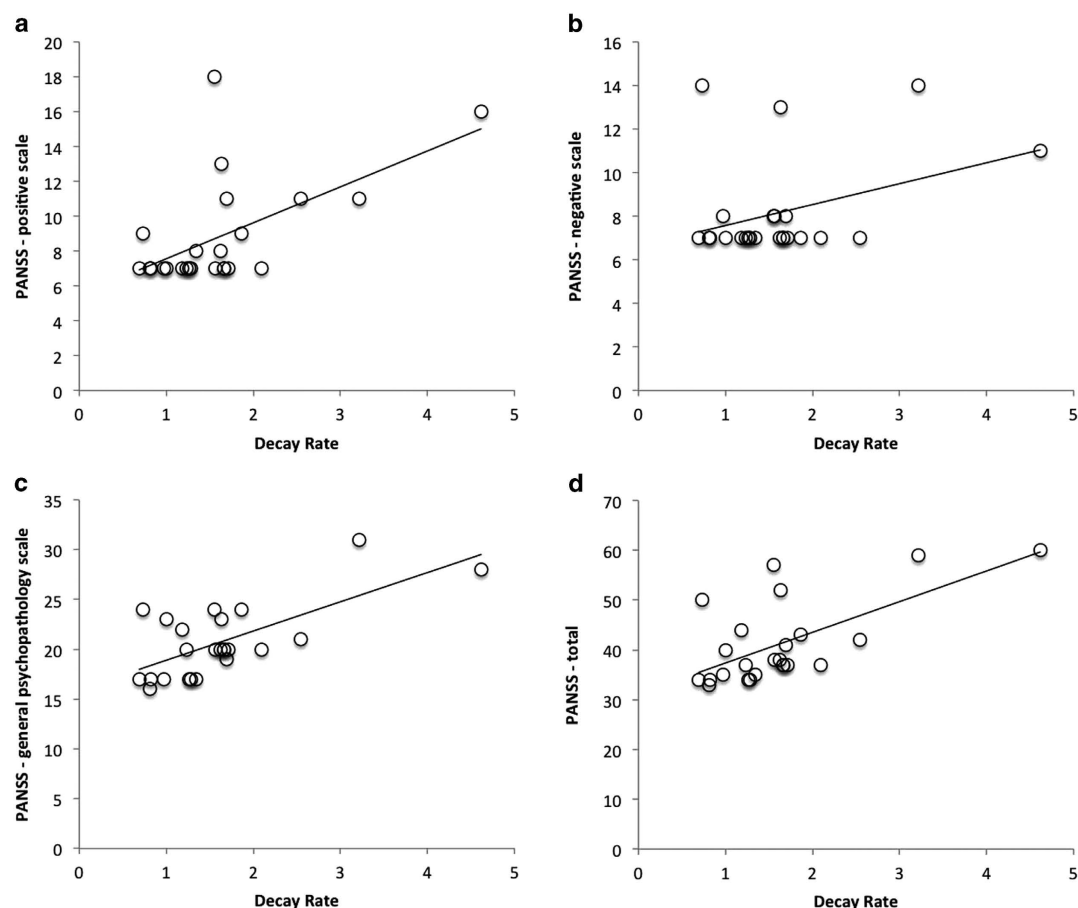 a
PANSS - positive scale
20
18
16
14
12
10
8
6
4
2
0
0 1 2 3 4 5
Decay Rate
b
PANSS - negative scale
16
14
12
10
8
6
4
2
0
0 1 2 3 4 5
Decay Rate
c
PANSS - general psychopathology scale
35
30
25
20
15
10
5
0
0 1 2 3 4 5
Decay Rate
d
PANSS - total
70
60
50
40
30
20
10
0
0 1 2 3 4 5
Decay Rate